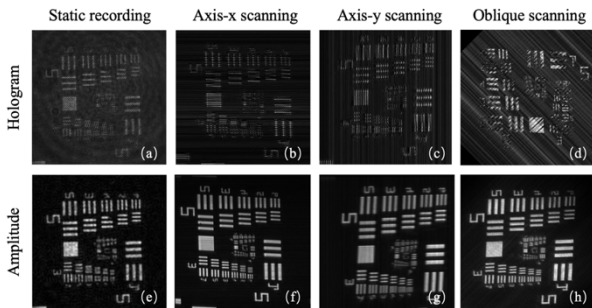 Static recording Axis-x scanning Axis-y scanning Oblique scanning
Hologram
(a) (b) (c) (d)
Amplitude
(e) (f) (g) (h)